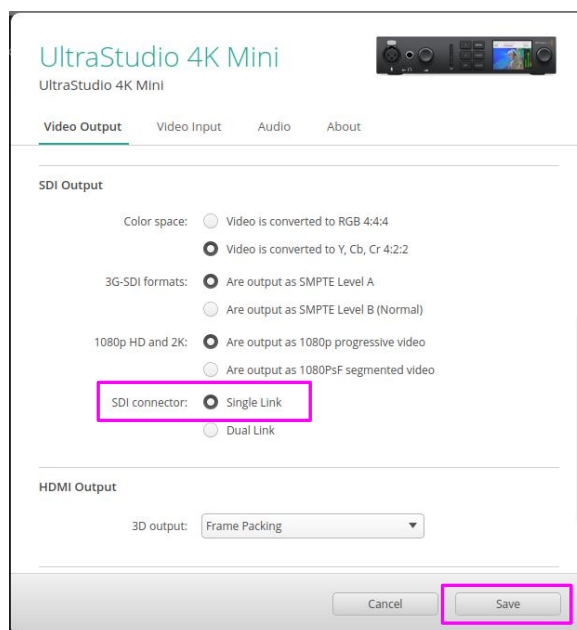 UltraStudio 4K Mini
UltraStudio 4K Mini
Video Output Video Input Audio About
SDI Output
Color space: Video is converted to RGB 4:4:4
Video is converted to Y, Cb, Cr 4:2:2
3G-SDI formats: Are output as SMPTE Level A
Are output as SMPTE Level B (Normal)
1080p HD and 2K: Are output as 1080p progressive video
Are output as 1080PsF segmented video
SDI connector: Single Link
Dual Link
HDMI Output
3D output: Frame Packing
Cancel Save